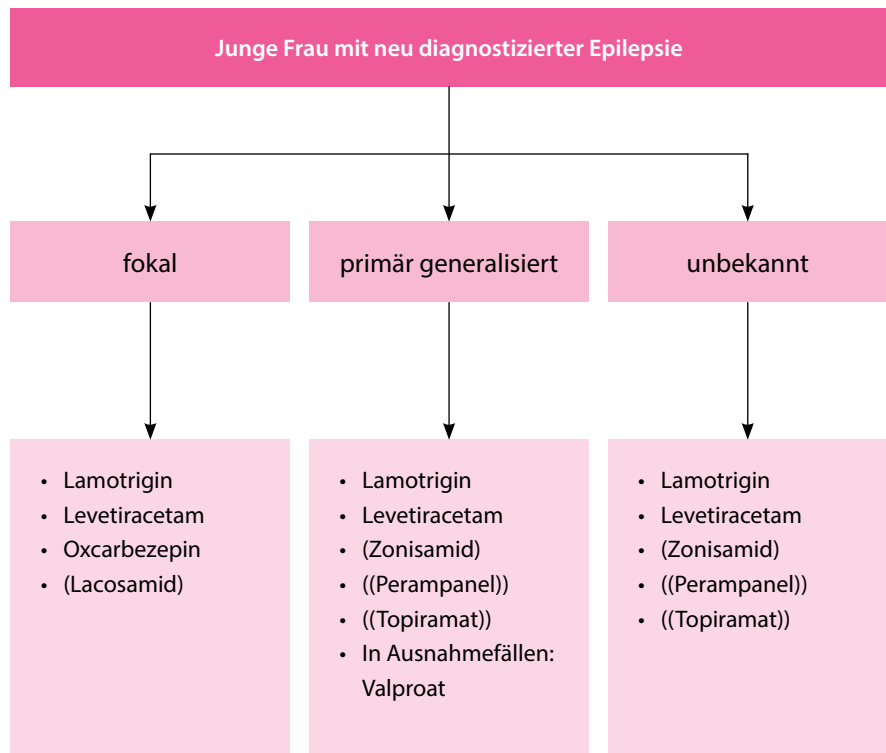 Junge Frau mit neu diagnostizierter Epilepsie
fokal
primär generalisiert
unbekannt
• Lamotrigin
• Levetiracetam
• Oxcarbezepin
• (Lacosamid)
• Lamotrigin
• Levetiracetam
• (Zonisamid)
• ((Perampanel))
• ((Topiramat))
• In Ausnahmefällen:
Valproat
• Lamotrigin
• Levetiracetam
• (Zonisamid)
• ((Perampanel))
• ((Topiramat))